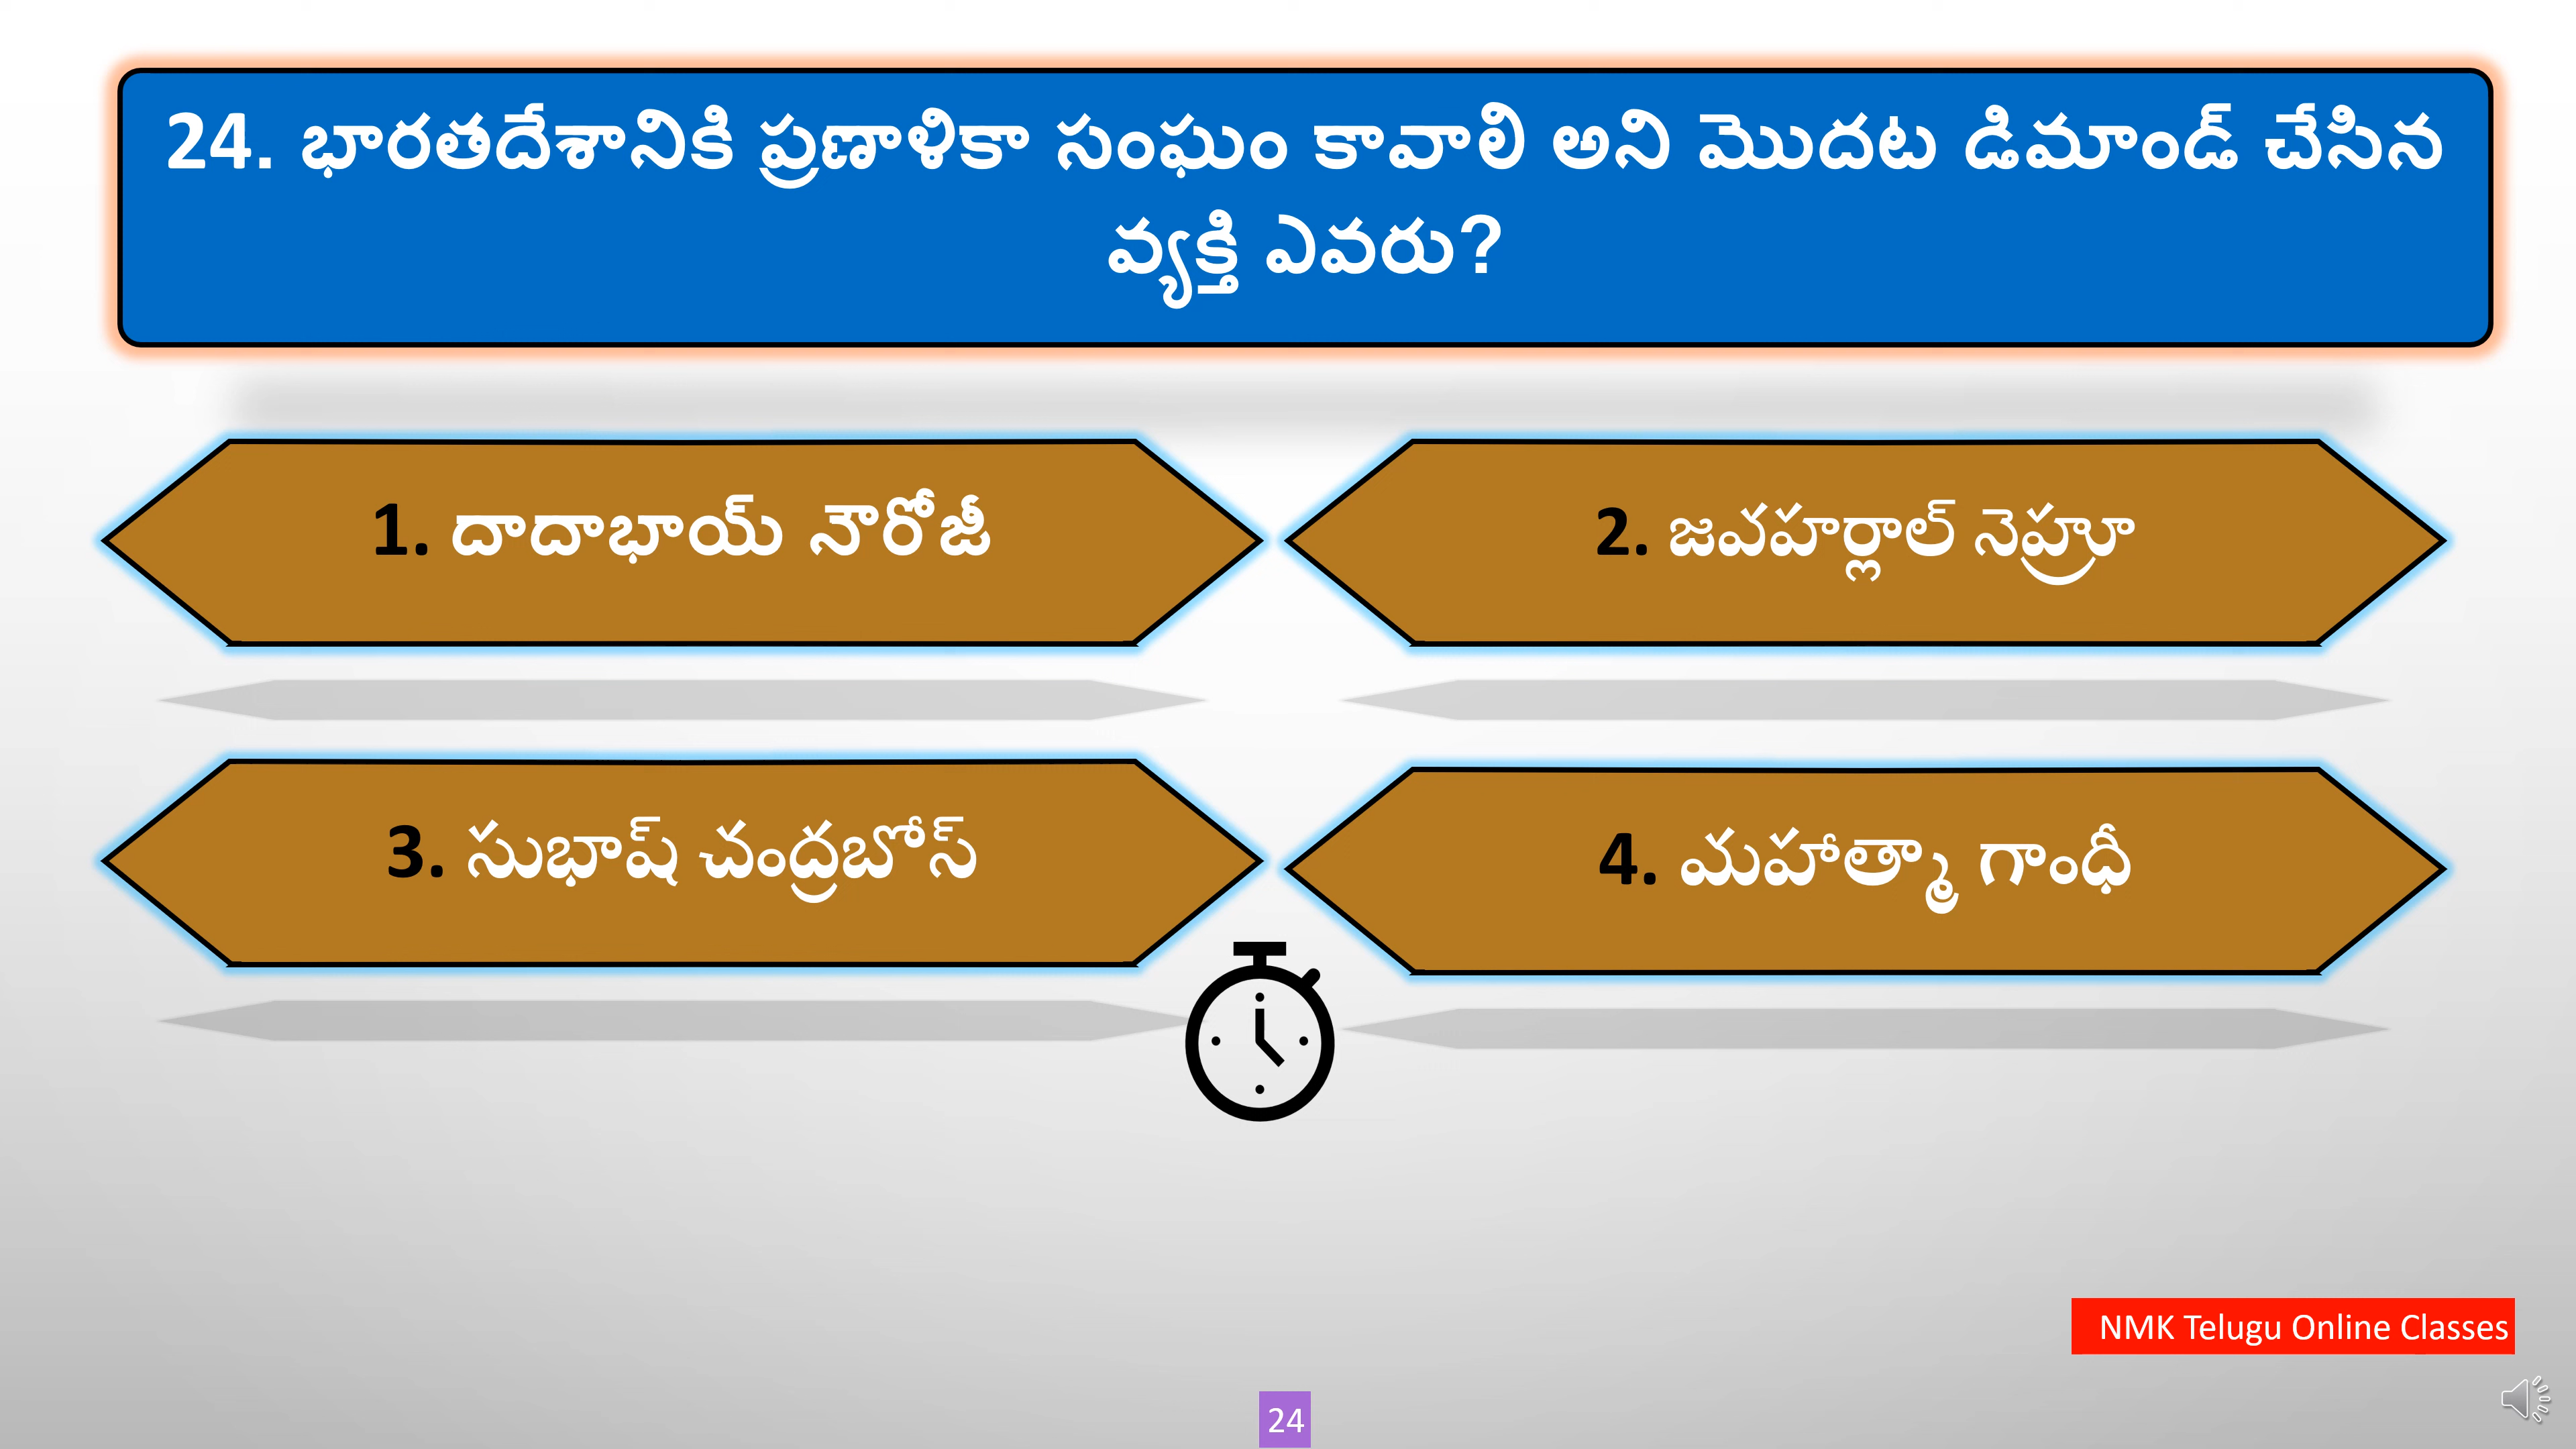 24. భారతదేశానికి ప్రణాళికా సంఘం కావాలి అని మొదట డిమాండ్ చేసిన
వ్యక్తి ఎవరు?
1. దాదాభాయ్ నౌరోజీ
2. జవహర్లాల్ నెహ్రూ
3. సుభాష్ చంద్రబోస్
4. మహాత్మా గాంధీ
NMK Telugu Online Classes
24